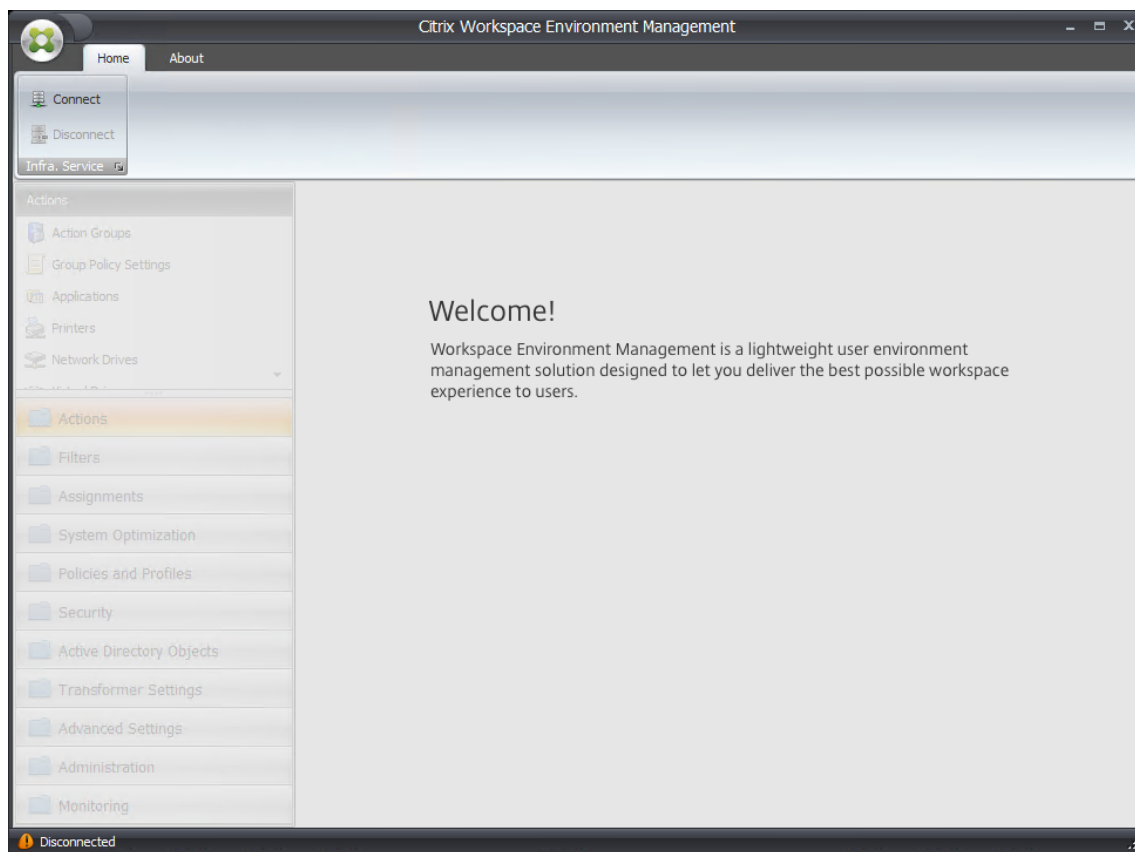 Citrix Workspace Environment Management
Home About
Connect
Disconnect
Infra. Service
Actions
Action Groups
Group Policy Settings
Applications
Printers
Network Drives
Actions
Filters
Assignments
System Optimization
Policies and Profiles
Security
Active Directory Objects
Transformer Settings
Advanced Settings
Administration
Monitoring
Welcome!
Workspace Environment Management is a lightweight user environment
management solution designed to let you deliver the best possible workspace
experience to users.
Disconnected